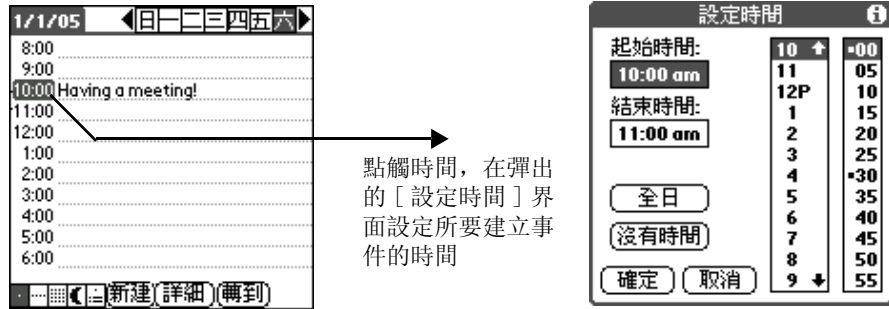 1/1/05 日 一 二 三 四 五 六
8:00
9:00
10:00 Having a meeting!
11:00
12:00
1:00
2:00
3:00
4:00
5:00
6:00
新建 詳細 轉到
點觸時間，在彈出
的［設定時間］界
面設定所要建立事
件的時間
設定時間
起始時間:
10:00 am
結束時間:
11:00 am
全日
沒有時間
確定 取消
10
11
12P
1
2
3
4
5
6
7
8
9
00
05
10
15
20
25
30
35
40
45
50
55